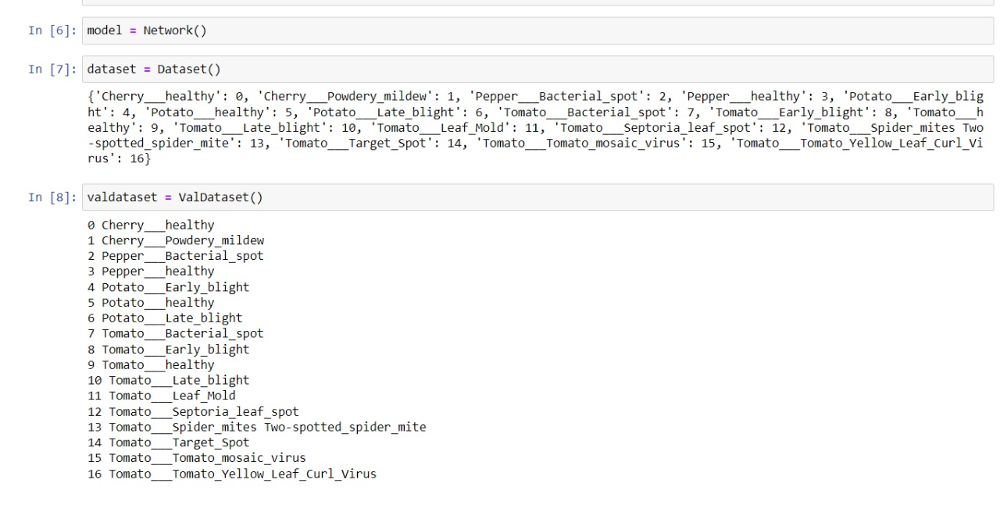 In [6]: model = Network()
In [7]: dataset = Dataset()
{'Cherry___healthy': 0, 'Cherry___Powdery_mildew': 1, 'Pepper___Bacterial_spot': 2, 'Pepper___healthy': 3, 'Potato___Early_blig
ht': 4, 'Potato___healthy': 5, 'Potato___Late_blight': 6, 'Tomato___Bacterial_spot': 7, 'Tomato___Early_blight': 8, 'Tomato___h
ealthy': 9, 'Tomato___Late_blight': 10, 'Tomato___Leaf_Mold': 11, 'Tomato___Septoria_leaf_spot': 12, 'Tomato___Spider_mites Two
-spotted_spider_mite': 13, 'Tomato___Target_Spot': 14, 'Tomato___Tomato_mosaic_virus': 15, 'Tomato___Tomato_Yellow_Leaf_Curl_Vi
rus': 16}
In [8]: valdataset = ValDataset()
0 Cherry___healthy
1 Cherry___Powdery_mildew
2 Pepper___Bacterial_spot
3 Pepper___healthy
4 Potato___Early_blight
5 Potato___healthy
6 Potato___Late_blight
7 Tomato___Bacterial_spot
8 Tomato___Early_blight
9 Tomato___healthy
10 Tomato___Late_blight
11 Tomato___Leaf_Mold
12 Tomato___Septoria_leaf_spot
13 Tomato___Spider_mites Two-spotted_spider_mite
14 Tomato___Target_Spot
15 Tomato___Tomato_mosaic_virus
16 Tomato___Tomato_Yellow_Leaf_Curl_Virus